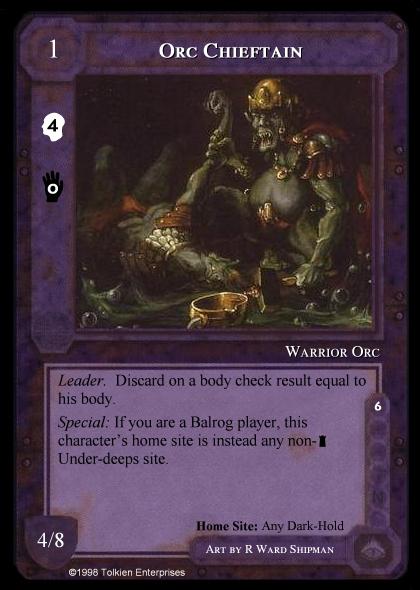 1
ORC CHIEFTAIN
4
0
WARRIOR ORC
Leader. Discard on a body check result equal to
his body.
Special: If you are a Balrog player, this
character's home site is instead any non-
Under-deeps site.
6
Home Site: Any Dark-Hold
4/8
ART BY R WARD SHIPMAN
©1998 Tolkien Enterprises